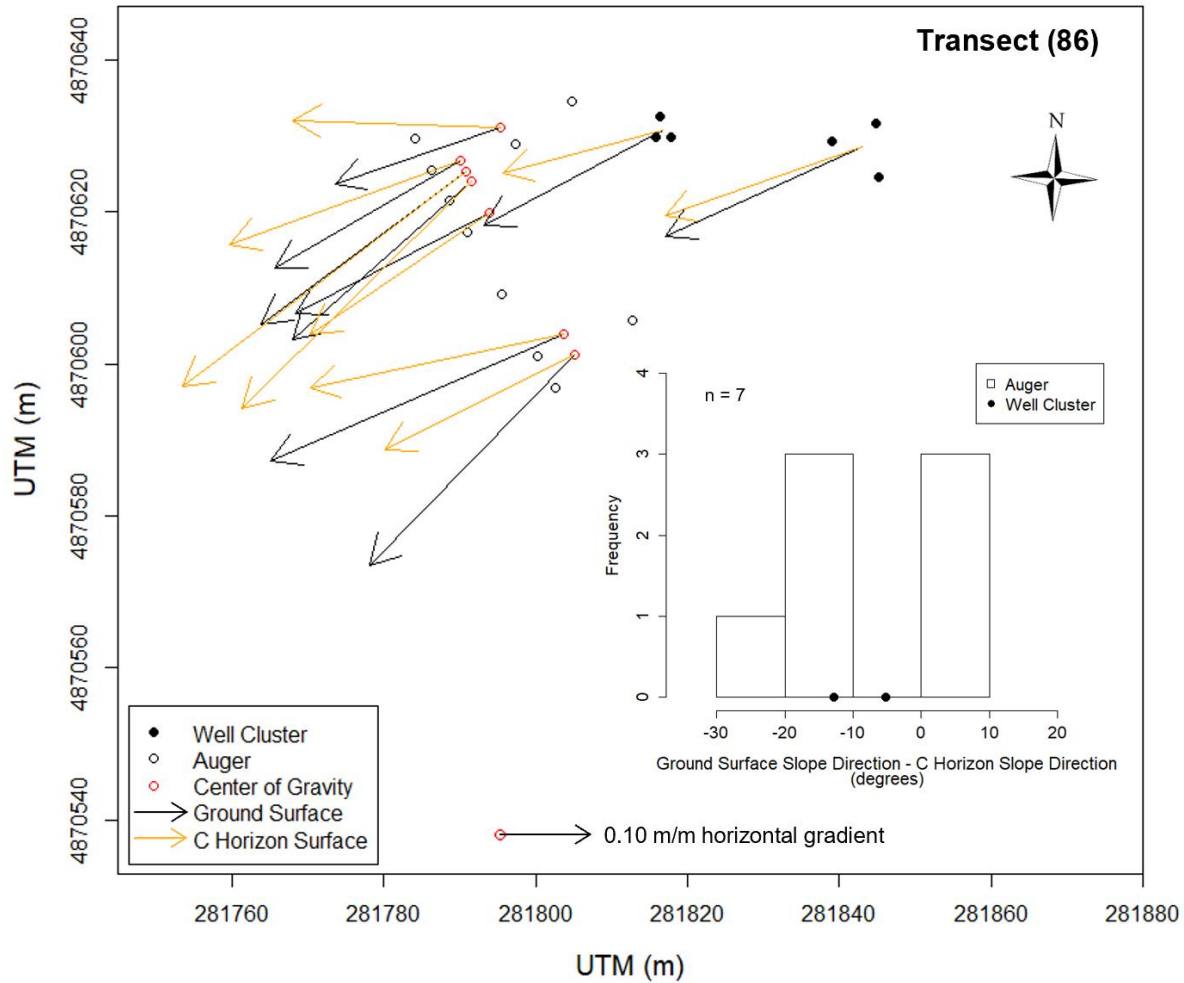 Transect (86)
N
UTM (m)
4870640
4870620
4870600
4870580
4870560
4870540
n = 7
Auger
Well Cluster
Frequency
4
3
2
1
0
-30 -20 -10 0 10 20
Ground Surface Slope Direction - C Horizon Slope Direction
(degrees)
Well Cluster
Auger
Center of Gravity
Ground Surface
C Horizon Surface
0.10 m/m horizontal gradient
281760 281780 281800 281820 281840 281860 281880
UTM (m)